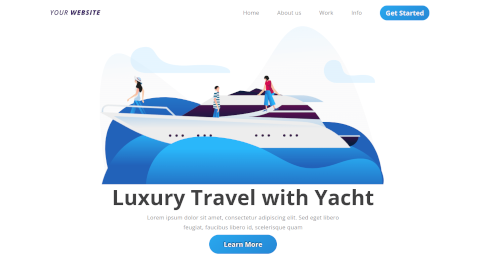 YOUR WEBSITE
Home About us Work Info Get Started
Luxury Travel with Yacht
Lorem ipsum dolor sit amet, consectetur adipiscing elit. Sed eget libero
feugiat, faucibus libero id, scelerisque quam
Learn More